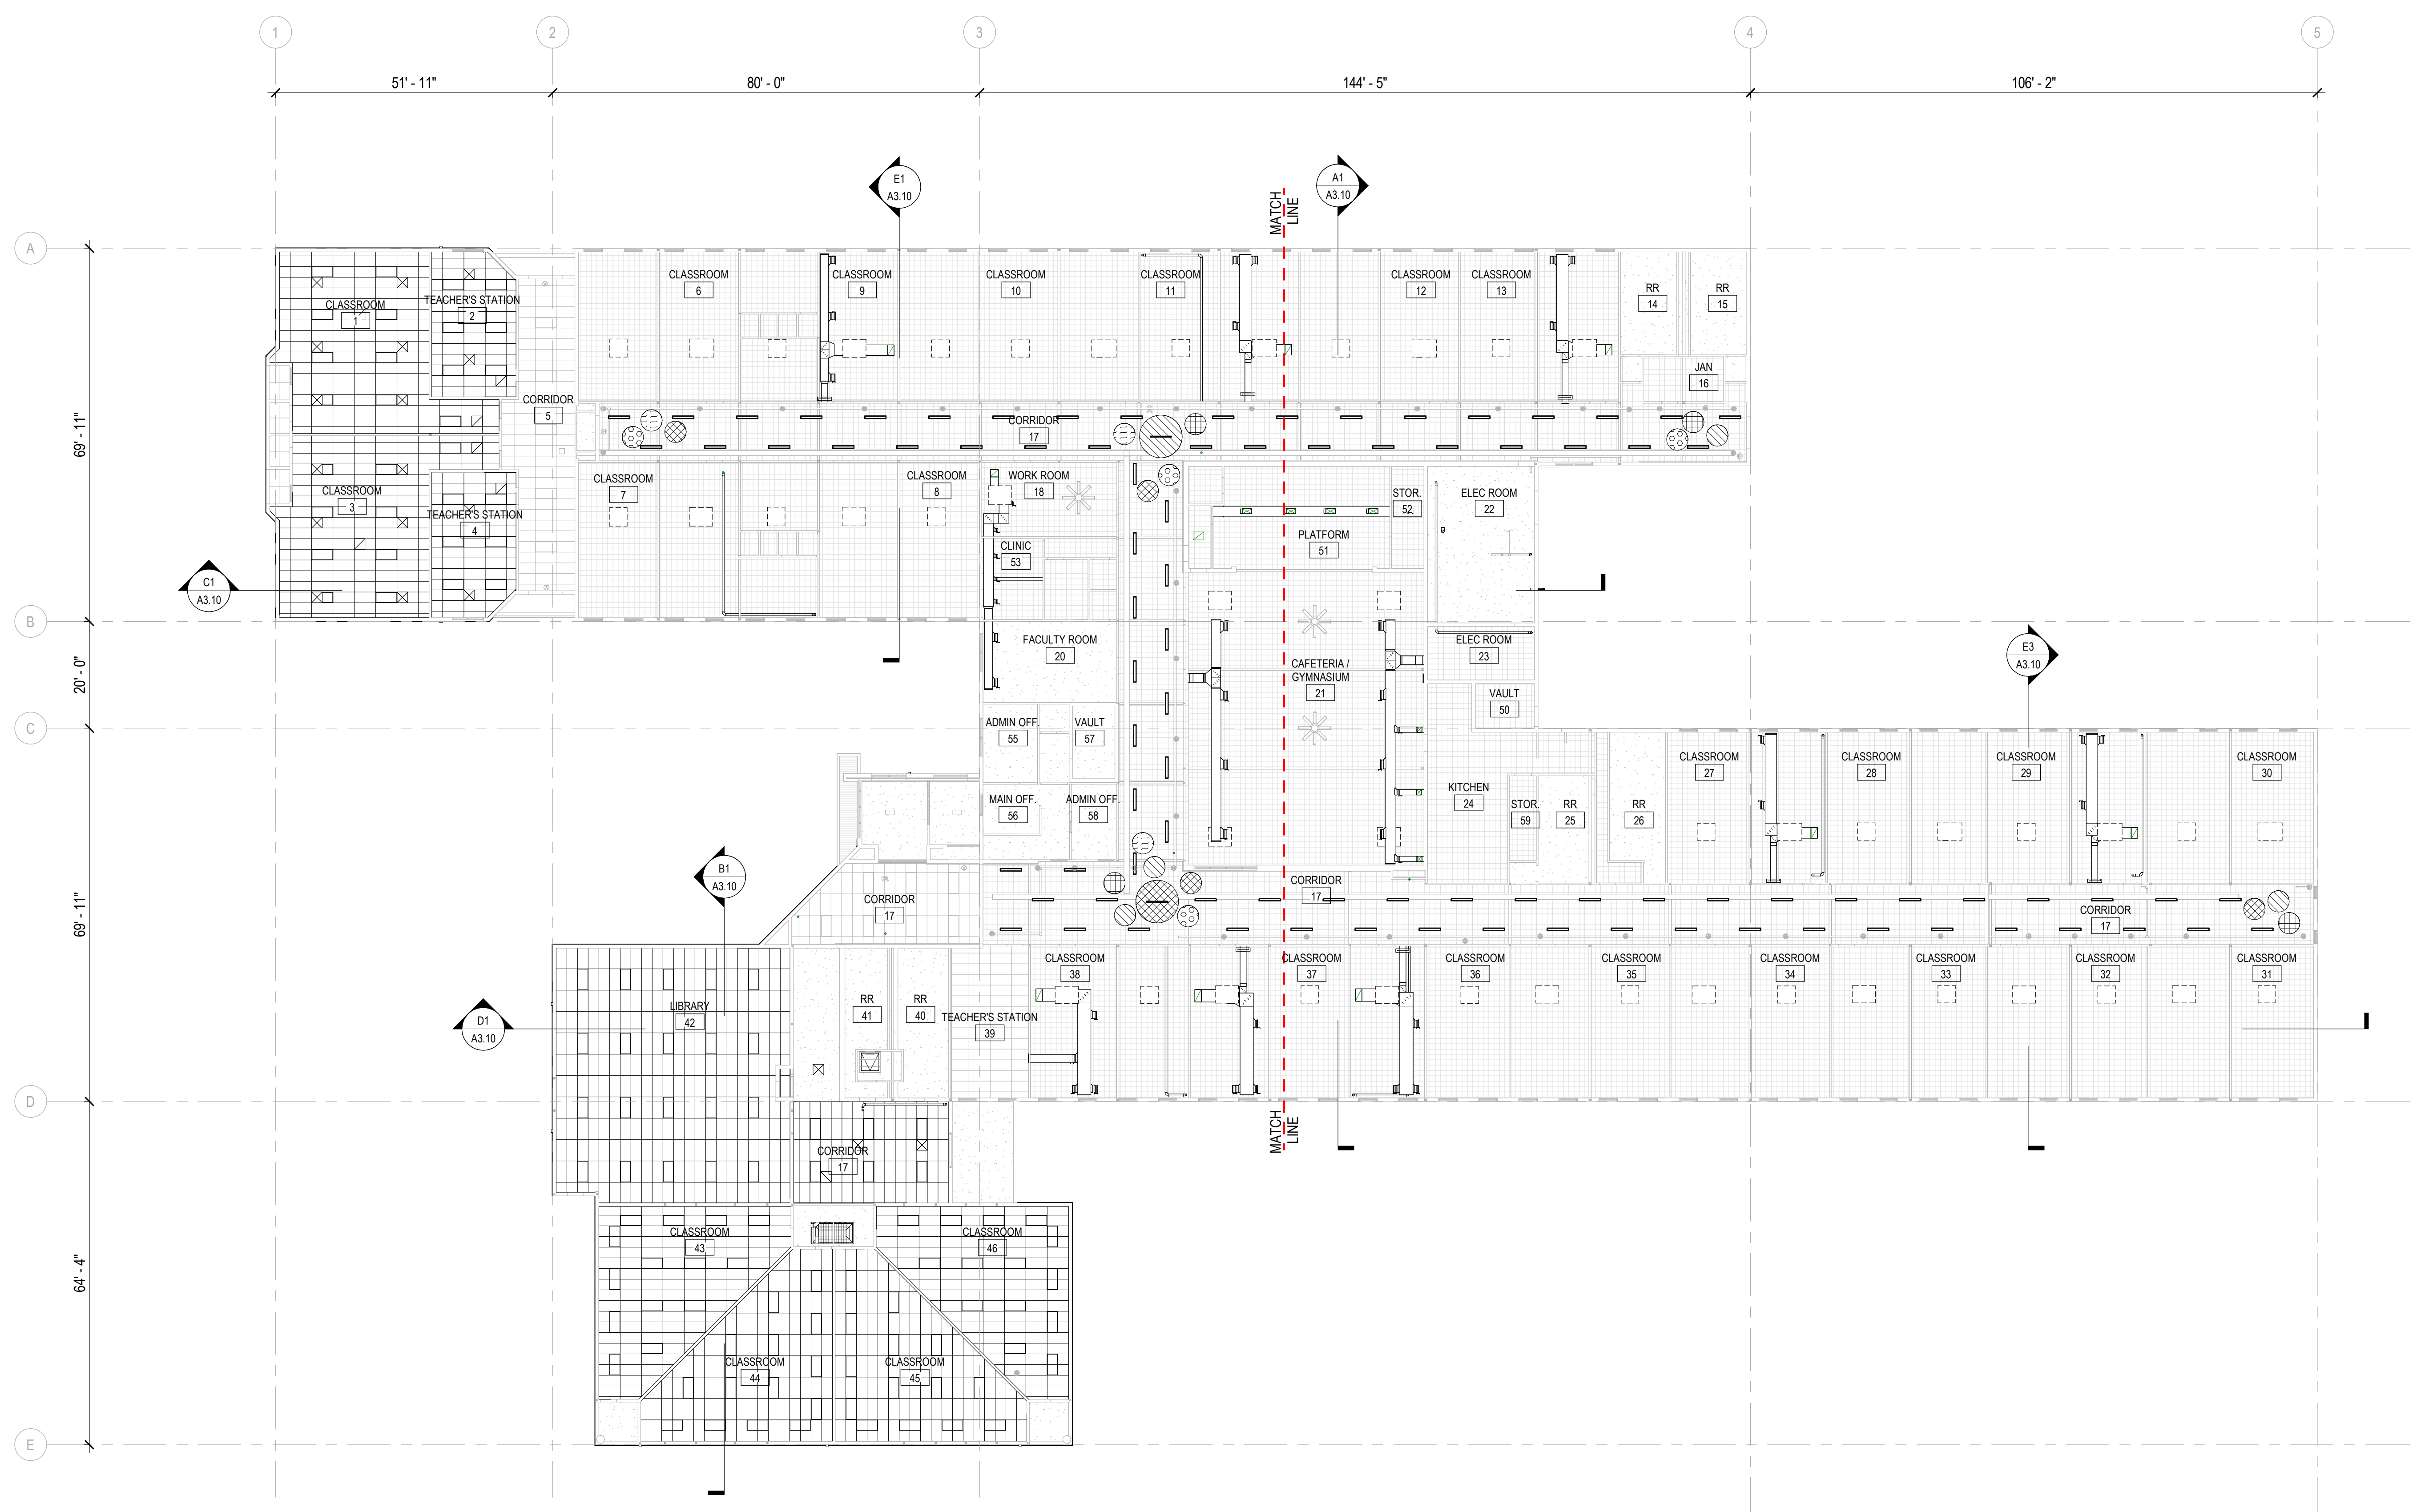 1
2
3
4
5
51' - 11"
80' - 0"
144' - 5"
106' - 2"
E1
A3.10
A1
A3.10
MATCH
LINE
A
CLASSROOM
6
CLASSROOM
9
CLASSROOM
10
CLASSROOM
11
CLASSROOM
12
CLASSROOM
13
RR
14
RR
15
CLASSROOM
1
TEACHER'S STATION
2
JAN
16
CORRIDOR
5
CORRIDOR
17
69' - 11"
CLASSROOM
7
CLASSROOM
8
WORK ROOM
18
STOR.
52
ELEC ROOM
22
CLASSROOM
3
TEACHER'S STATION
4
PLATFORM
51
CLINIC
53
C1
A3.10
B
FACULTY ROOM
20
ELEC ROOM
23
E3
A3.10
20' - 0"
CAFETERIA /
GYMNASIUM
21
VAULT
50
C
ADMIN OFF.
55
VAULT
57
CLASSROOM
27
CLASSROOM
28
CLASSROOM
29
CLASSROOM
30
MAIN OFF.
56
ADMIN OFF.
58
KITCHEN
24
STOR.
59
RR
25
RR
26
B1
A3.10
CORRIDOR
17
CORRIDOR
17
CORRIDOR
17
69' - 11"
CLASSROOM
38
CLASSROOM
37
CLASSROOM
36
CLASSROOM
35
CLASSROOM
34
CLASSROOM
33
CLASSROOM
32
CLASSROOM
31
LIBRARY
42
RR
41
RR
40
TEACHER'S STATION
39
D1
A3.10
D
MATCH
LINE
CORRIDOR
17
CLASSROOM
43
CLASSROOM
46
64' - 4"
CLASSROOM
44
CLASSROOM
45
E